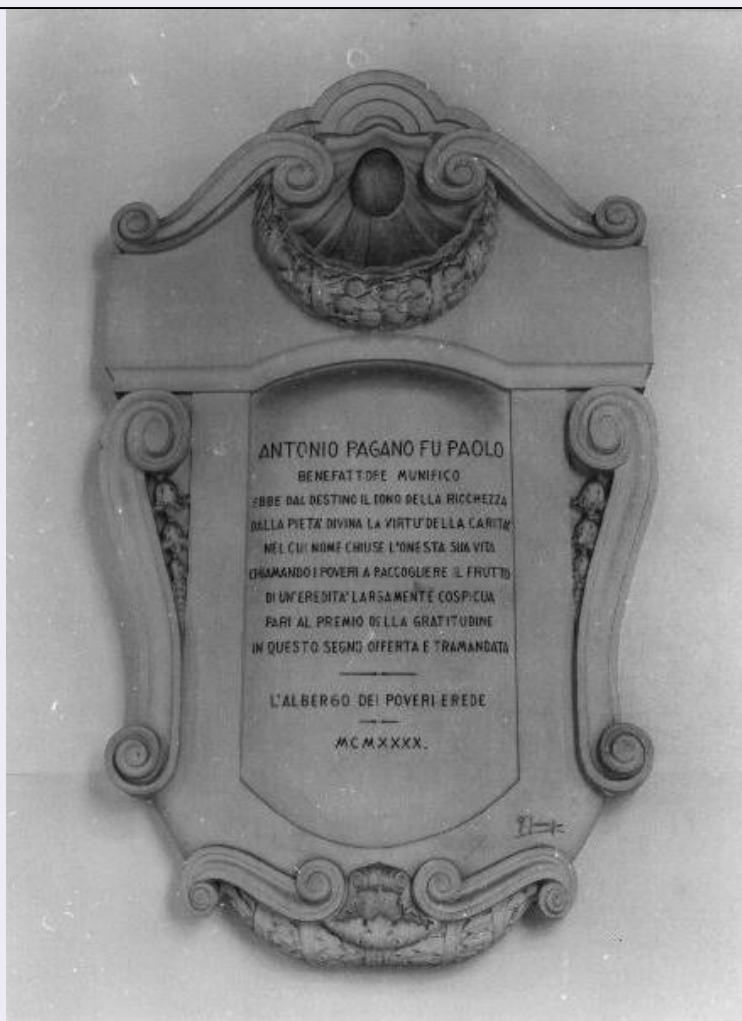 ANTONIO PAGANO FU PAOLO
BENEFATTORE MUNIFICO
EBBE DAL DESTINO IL DONO DELLA RICCHEZZA
DALLA PIETA' DIVINA LA VIRTU' DELLA CARITA'
NEL CUI NOME CHIUSE L'ONESTA SUA VITA
CHIAMANDO I POVERI A RACCOGLIERE IL FRUTTO
DI UN'EREDITA' LARGAMENTE COSPICUA
PARI AL PREMIO DELLA GRATITUDINE
IN QUESTO SEGNO OFFERTA E TRAMANDATA
L'ALBERGO DEI POVERI EREDE
MCMXXXX.